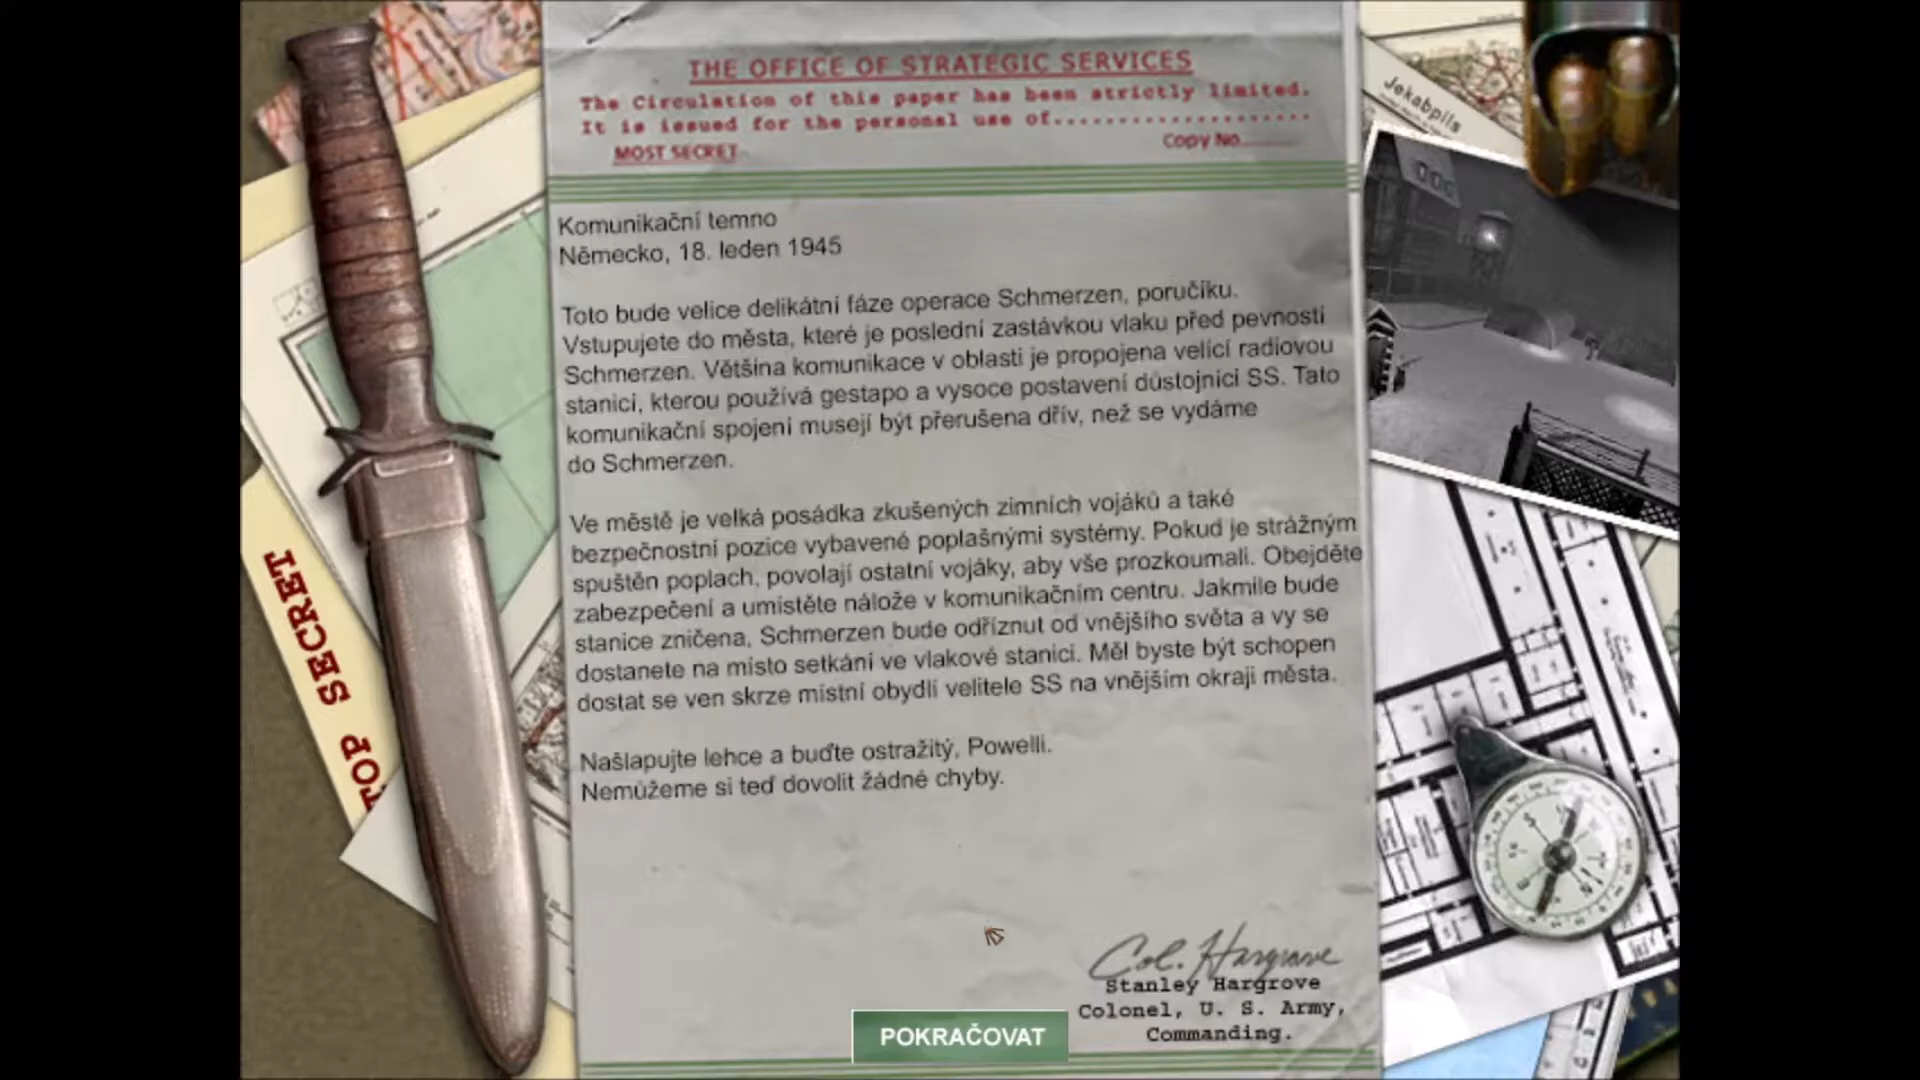 THE OFFICE OF STRATEGIC SERVICES
The Circulation of this paper has been strictly limited.
It is issued for the personal use of....................
MOST SECRET
Copy No.........
Komunikační temno
Německo, 18. leden 1945
Toto bude velice delikátní fáze operace Schmerzen, poručíku.
Vstupujete do města, které je poslední zastávkou vlaku před pevností
Schmerzen. Většina komunikace v oblasti je propojena velící radiovou
stanicí, kterou používá gestapo a vysoce postavení důstojníci SS. Tato
komunikační spojení musejí být přerušena dřív, než se vydáme
do Schmerzen.
Ve městě je velká posádka zkušených zimních vojáků a také
bezpečnostní pozice vybavené poplašnými systémy. Pokud je strážným
spuštěn poplach, povolají ostatní vojáky, aby vše prozkoumali. Obejděte
zabezpečení a umístěte nálože v komunikačním centru. Jakmile bude
stanice zničena, Schmerzen bude odříznut od vnějšího světa a vy se
dostanete na místo setkání ve vlakové stanici. Měl byste být schopen
dostat se ven skrze místní obydlí velitele SS na vnějším okraji města.
Našlapujte lehce a buďte ostražitý, Powelli.
Nemůžeme si teď dovolit žádné chyby.
Col. Hargrove
Stanley Hargrove
Colonel, U. S. Army,
Commanding.
POKRAČOVAT
TOP SECRET
Jekabpils